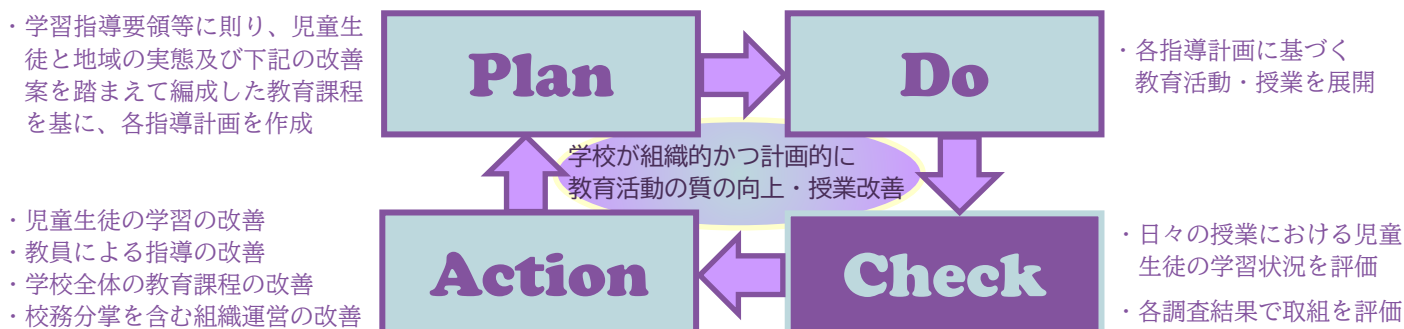 ・学習指導要領等に則り、児童生
徒と地域の実態及び下記の改善
案を踏まえて編成した教育課程
を基に、各指導計画を作成
Plan
Do
・各指導計画に基づく
教育活動・授業を展開
学校が組織的かつ計画的に
教育活動の質の向上・授業改善
・児童生徒の学習の改善
・教員による指導の改善
・学校全体の教育課程の改善
・校務分掌を含む組織運営の改善
Action
Check
・日々の授業における児童
生徒の学習状況を評価
・各調査結果で取組を評価